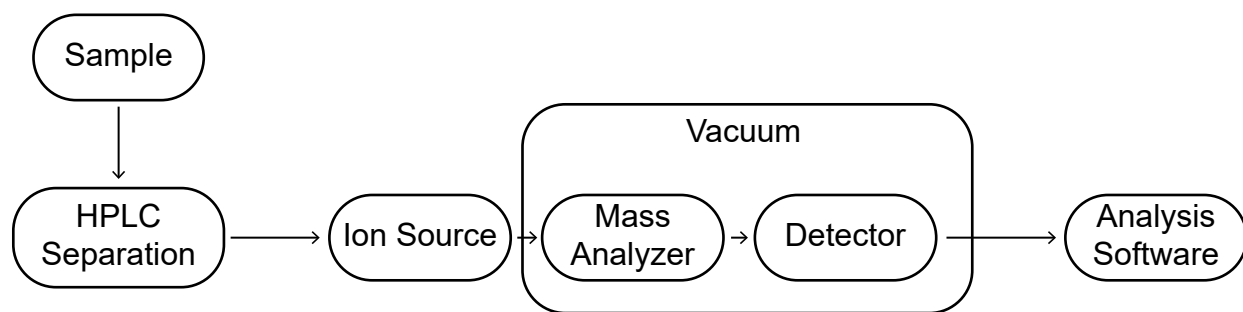 Sample
HPLC
Separation
Ion Source
Vacuum
Mass
Analyzer
Detector
Analysis
Software